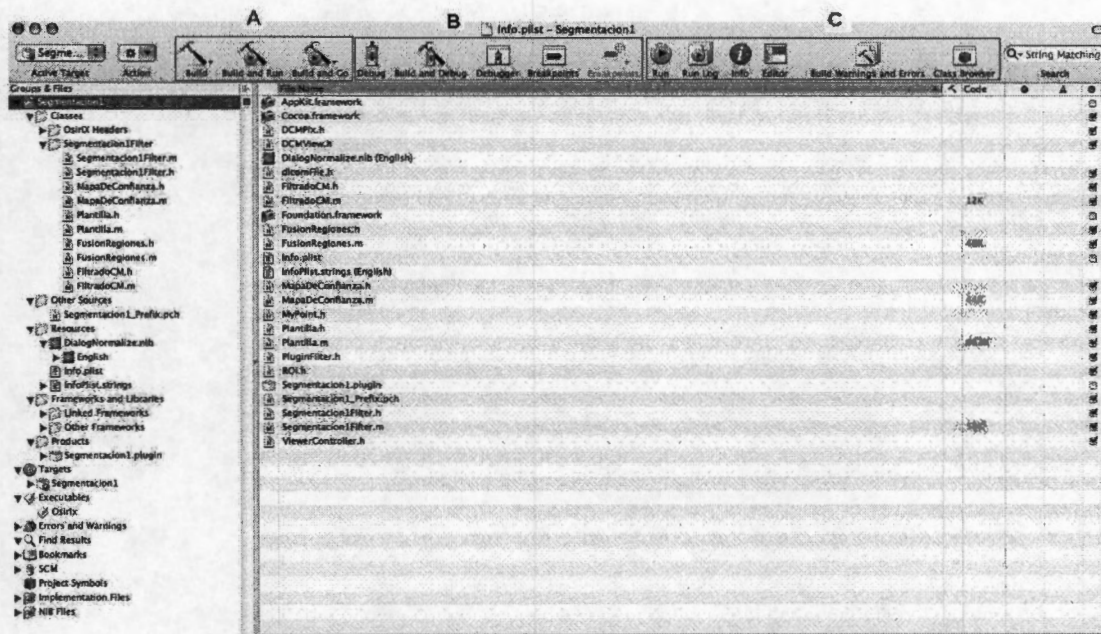 A
B
C
Info.plist – Segmentacion1
Segme...
Active Target
Action
Build
Build and Run
Build and Go
Debug
Build and Debug
Debugger
Breakpoints
Breakpoints
Run
Run Log
Info
Editor
Build Warnings and Errors
Class Browser
String Matching
Search
Groups & Files
File Name
Code
Segmentacion1
Classes
OsiriX Headers
Segmentacion1Filter
Segmentacion1Filter.m
Segmentacion1Filter.h
MapaDeConfianza.h
MapaDeConfianza.m
Plantilla.h
Plantilla.m
FusionRegiones.h
FusionRegiones.m
FiltradoCM.h
FiltradoCM.m
Other Sources
Segmentacion1_Prefix.pch
Resources
DialogNormalize.nib
English
Info.plist
InfoPlist.strings
Frameworks and Libraries
Linked Frameworks
Other Frameworks
Products
Segmentacion1.plugin
Targets
Segmentacion1
Executables
Osirix
Errors and Warnings
Find Results
Bookmarks
SCM
Project Symbols
Implementation Files
NIB Files
AppKit.framework
Cocoa.framework
DCMPix.h
DCMView.h
DialogNormalize.nib (English)
dicomFile.h
FiltradoCM.h
FiltradoCM.m
12K
Foundation.framework
FusionRegiones.h
FusionRegiones.m
Info.plist
InfoPlist.strings (English)
MapaDeConfianza.h
MapaDeConfianza.m
MyPoint.h
Plantilla.h
Plantilla.m
PluginFilter.h
ROI.h
Segmentacion1.plugin
Segmentacion1_Prefix.pch
Segmentacion1Filter.h
Segmentacion1Filter.m
ViewerController.h